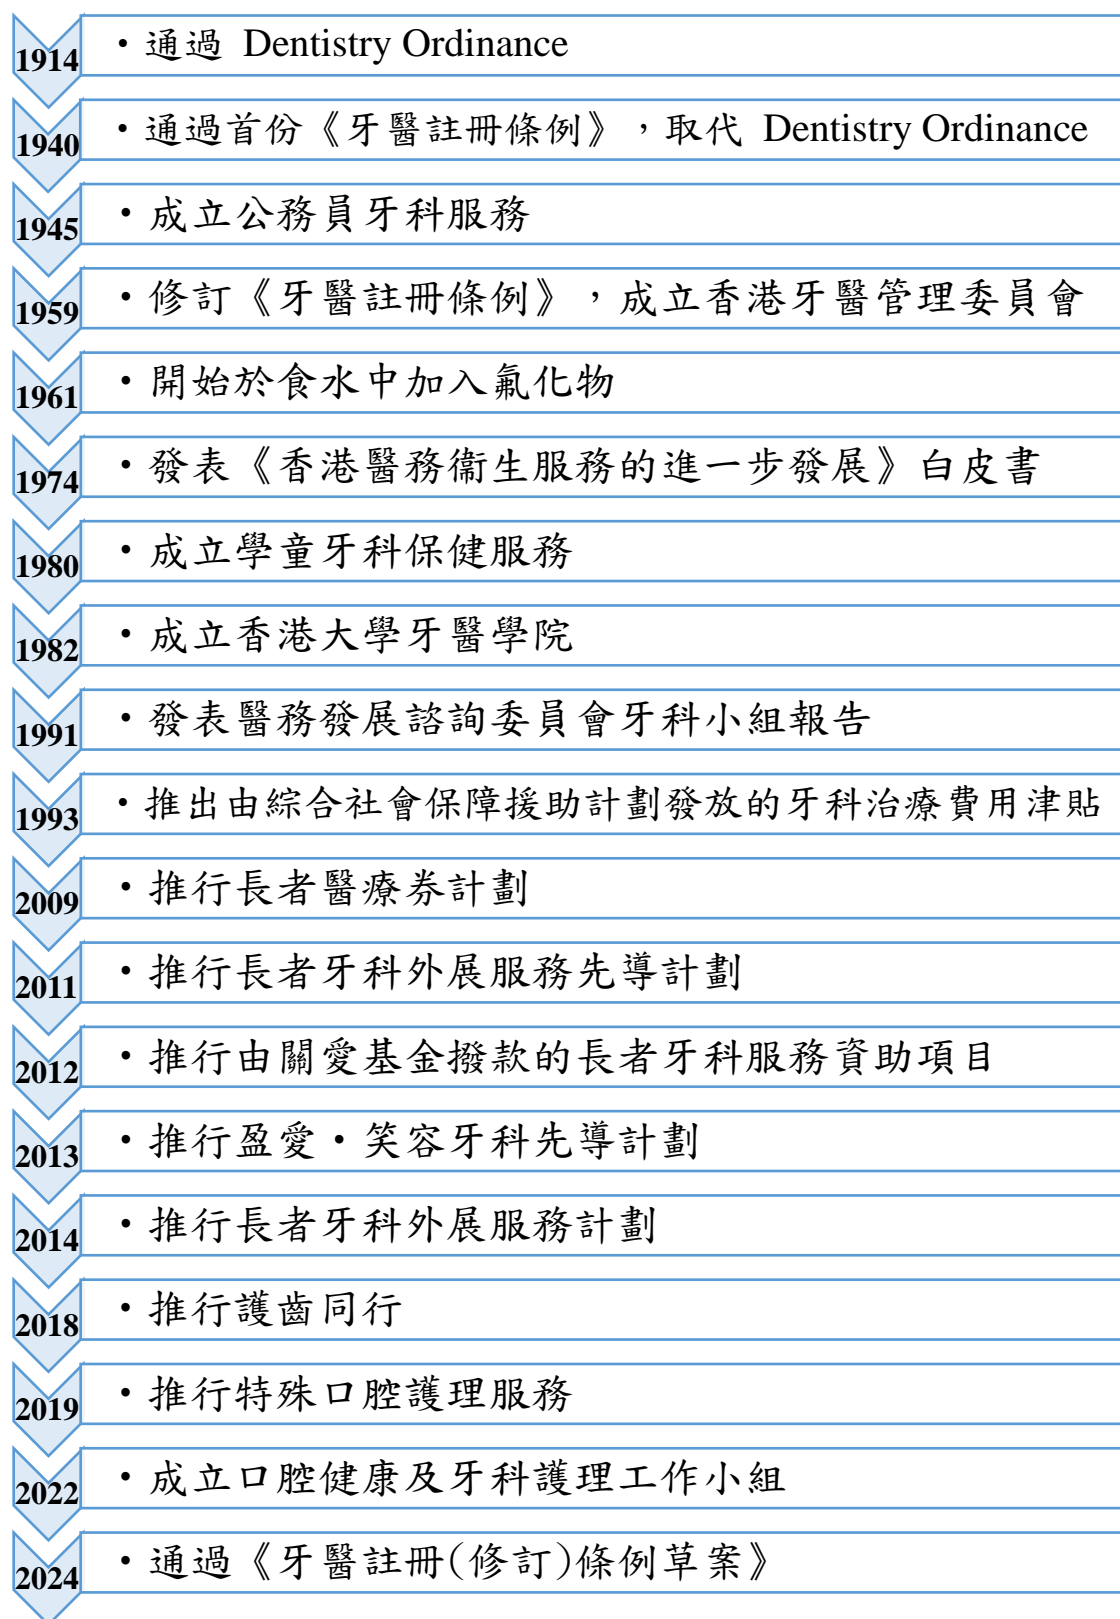 1914 •通過 Dentistry Ordinance
1940 •通過首份《牙醫註冊條例》，取代 Dentistry Ordinance
1945 •成立公務員牙科服務
1959 •修訂《牙醫註冊條例》，成立香港牙醫管理委員會
1961 •開始於食水中加入氟化物
1974 •發表《香港醫務衞生服務的進一步發展》白皮書
1980 •成立學童牙科保健服務
1982 •成立香港大學牙醫學院
1991 •發表醫務發展諮詢委員會牙科小組報告
1993 •推出由綜合社會保障援助計劃發放的牙科治療費用津貼
2009 •推行長者醫療券計劃
2011 •推行長者牙科外展服務先導計劃
2012 •推行由關愛基金撥款的長者牙科服務資助項目
2013 •推行盈愛•笑容牙科先導計劃
2014 •推行長者牙科外展服務計劃
2018 •推行護齒同行
2019 •推行特殊口腔護理服務
2022 •成立口腔健康及牙科護理工作小組
2024 •通過《牙醫註冊(修訂)條例草案》